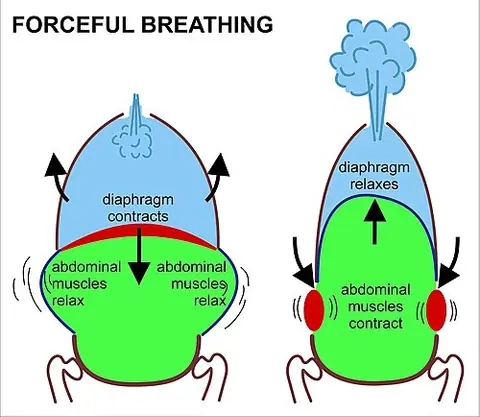 FORCEFUL BREATHING
diaphragm
contracts
abdominal
muscles
relax
abdominal
muscles
relax
diaphragm
relaxes
abdominal
muscles
contract